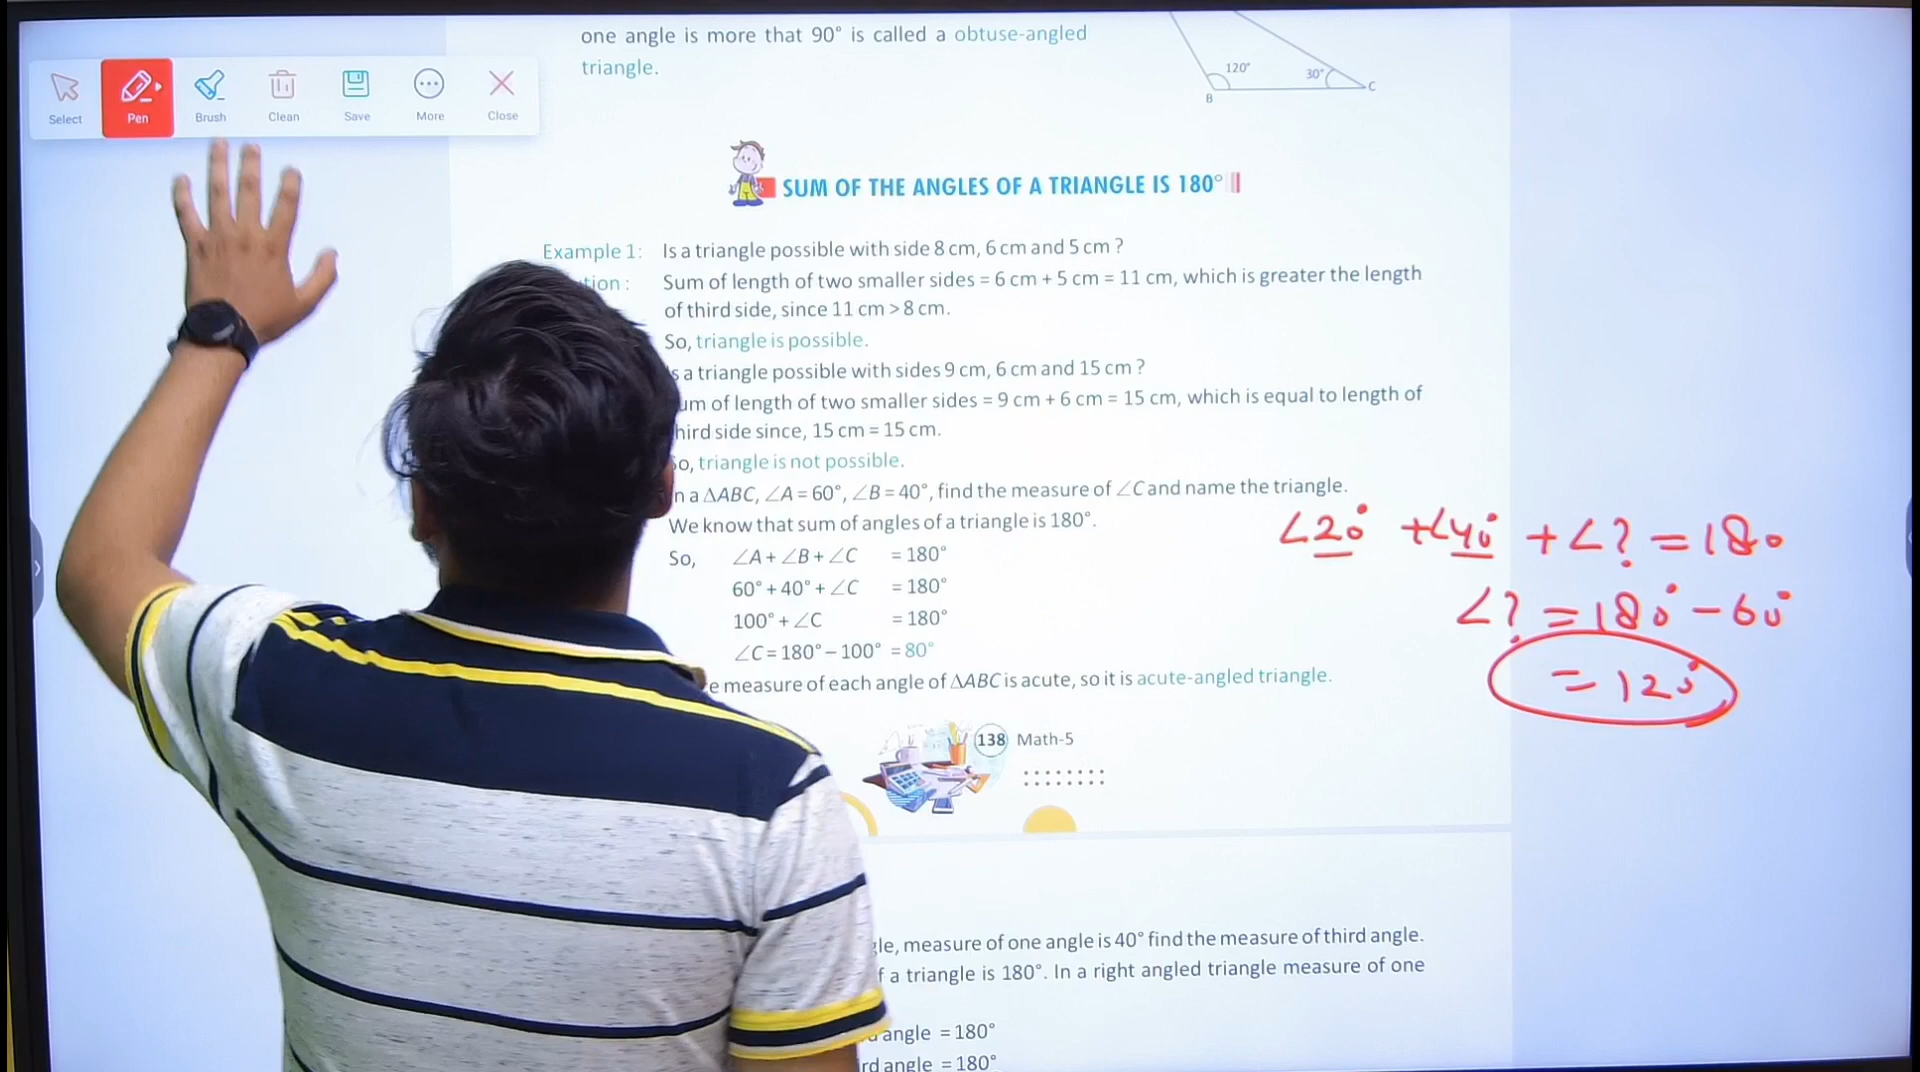 one angle is more that 90° is called a obtuse-angled
triangle.
120°
30°
B
C
Select
Pen
Brush
Clean
Save
More
Close
SUM OF THE ANGLES OF A TRIANGLE IS 180°
Example 1: Is a triangle possible with side 8 cm, 6 cm and 5 cm ?
tion : Sum of length of two smaller sides = 6 cm + 5 cm = 11 cm, which is greater the length
of third side, since 11 cm > 8 cm.
So, triangle is possible.
s a triangle possible with sides 9 cm, 6 cm and 15 cm ?
um of length of two smaller sides = 9 cm + 6 cm = 15 cm, which is equal to length of
hird side since, 15 cm = 15 cm.
So, triangle is not possible.
n a ΔABC, ∠A = 60°, ∠B = 40°, find the measure of ∠C and name the triangle.
We know that sum of angles of a triangle is 180°.
So, ∠A + ∠B + ∠C = 180°
60° + 40° + ∠C = 180°
100° + ∠C = 180°
∠C = 180° – 100° = 80°
e measure of each angle of ΔABC is acute, so it is acute-angled triangle.
∠20° + ∠40° + ∠? = 180
∠? = 180° - 60°
= 120°
138 Math-5
gle, measure of one angle is 40° find the measure of third angle.
f a triangle is 180°. In a right angled triangle measure of one
angle = 180°
rd angle = 180°